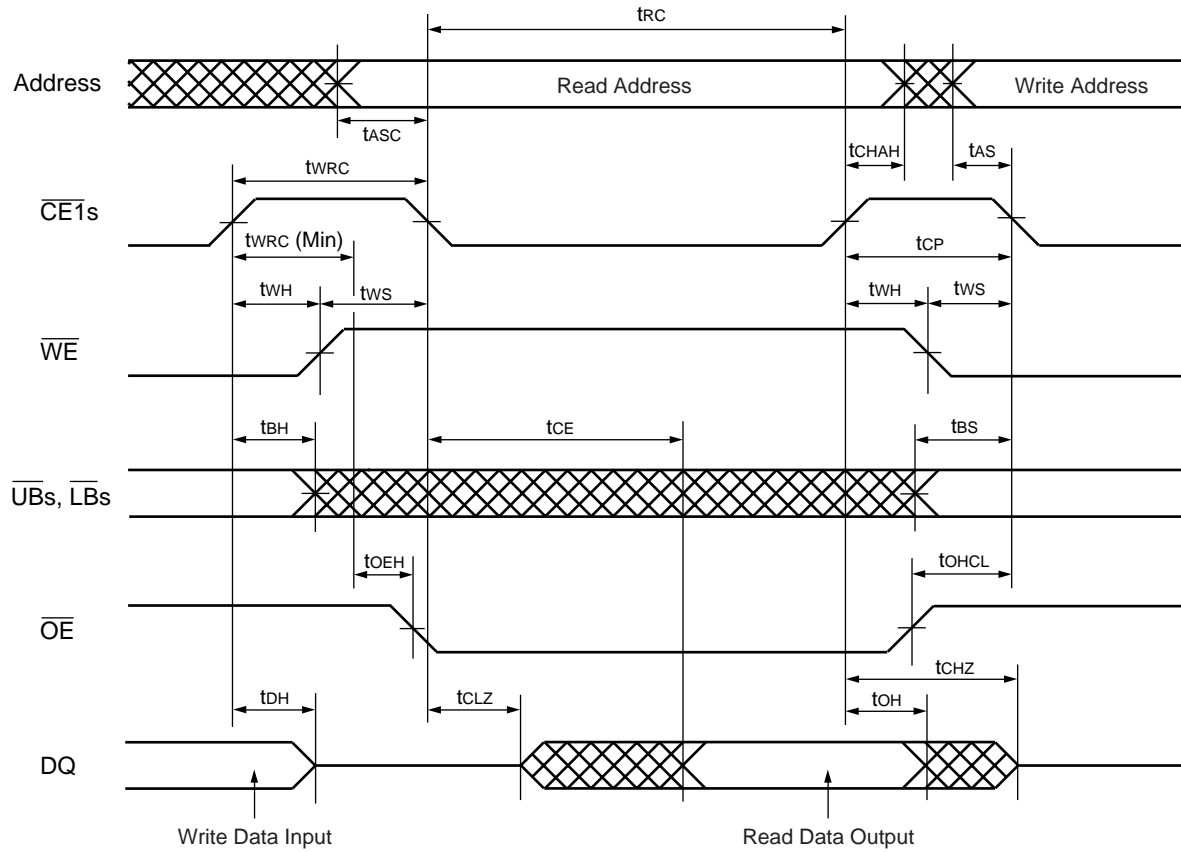 tRC
Address
Read Address
Write Address
tASC
tCHAH
tAS
tWRC
CE1s
tWRC (Min)
tCP
tWH
tWS
tWH
tWS
WE
tBH
tCE
tBS
UBs, LBs
tOEH
tOHCL
OE
tCHZ
tDH
tCLZ
tOH
DQ
Write Data Input
Read Data Output